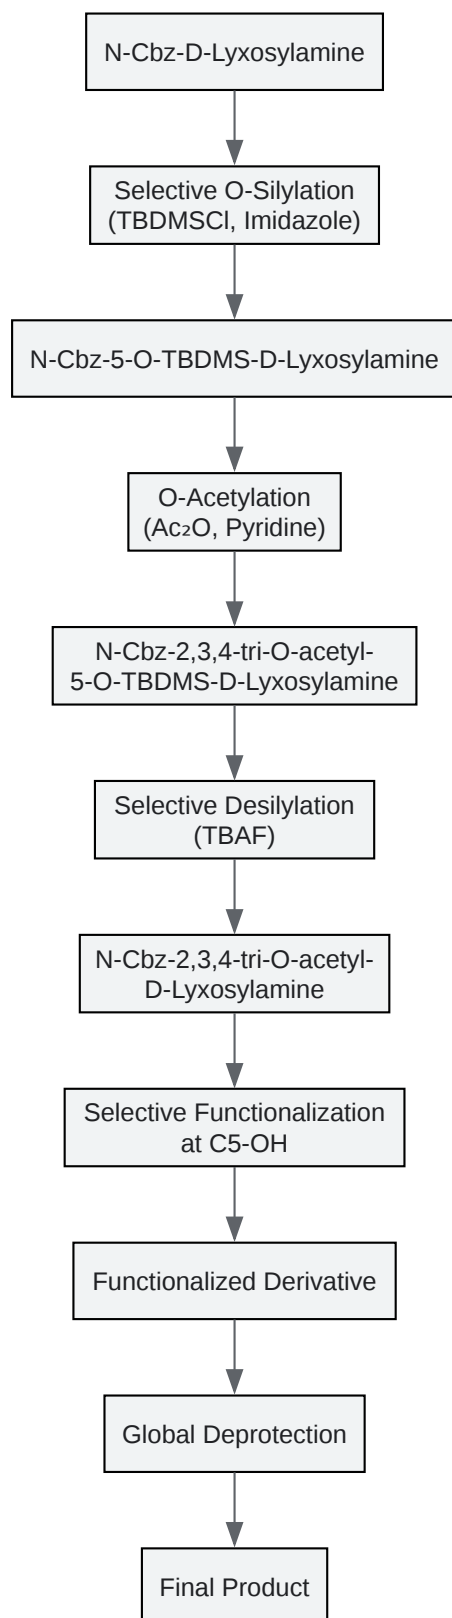 N-Cbz-D-Lyxosylamine
Selective O-Silylation
(TBDMSCl, Imidazole)
N-Cbz-5-O-TBDMS-D-Lyxosylamine
O-Acetylation
(Ac₂O, Pyridine)
N-Cbz-2,3,4-tri-O-acetyl-
5-O-TBDMS-D-Lyxosylamine
Selective Desilylation
(TBAF)
N-Cbz-2,3,4-tri-O-acetyl-
D-Lyxosylamine
Selective Functionalization
at C5-OH
Functionalized Derivative
Global Deprotection
Final Product